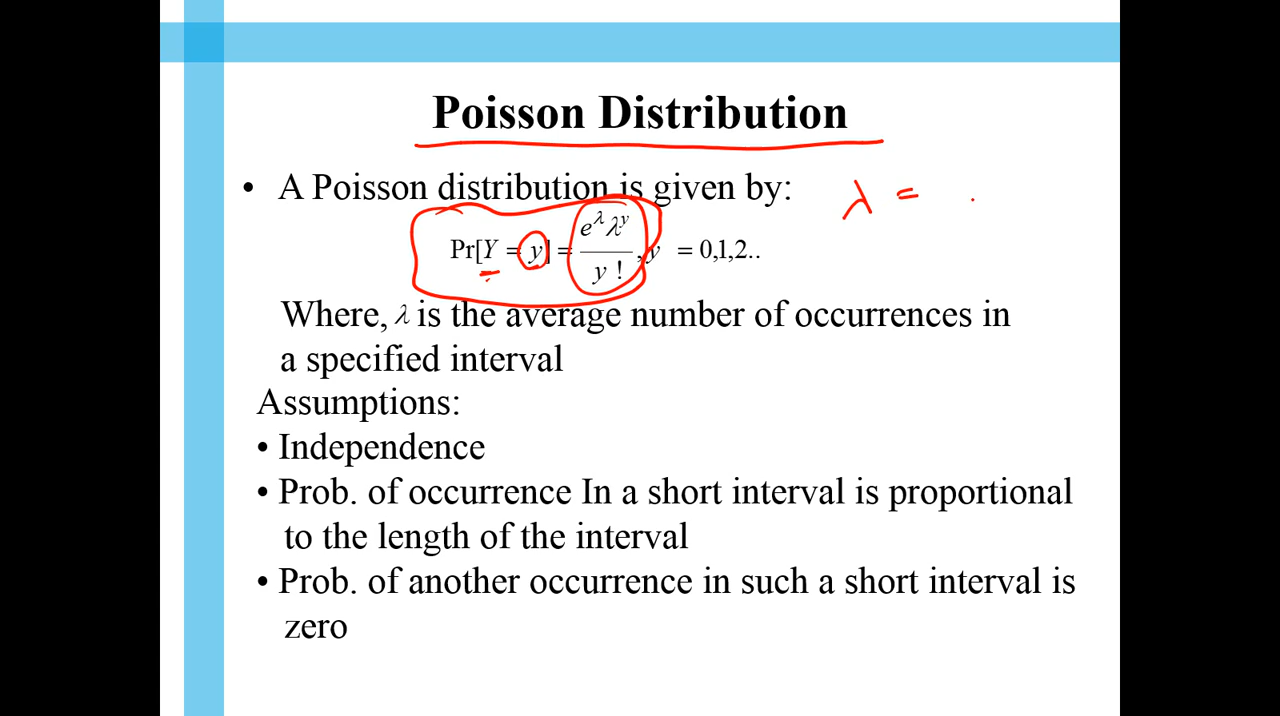 Poisson Distribution
• A Poisson distribution is given by: λ =
Pr[Y = y] = e^λ λ^y / y ! , y = 0,1,2..
Where, λ is the average number of occurrences in
a specified interval
Assumptions:
• Independence
• Prob. of occurrence In a short interval is proportional
to the length of the interval
• Prob. of another occurrence in such a short interval is
zero